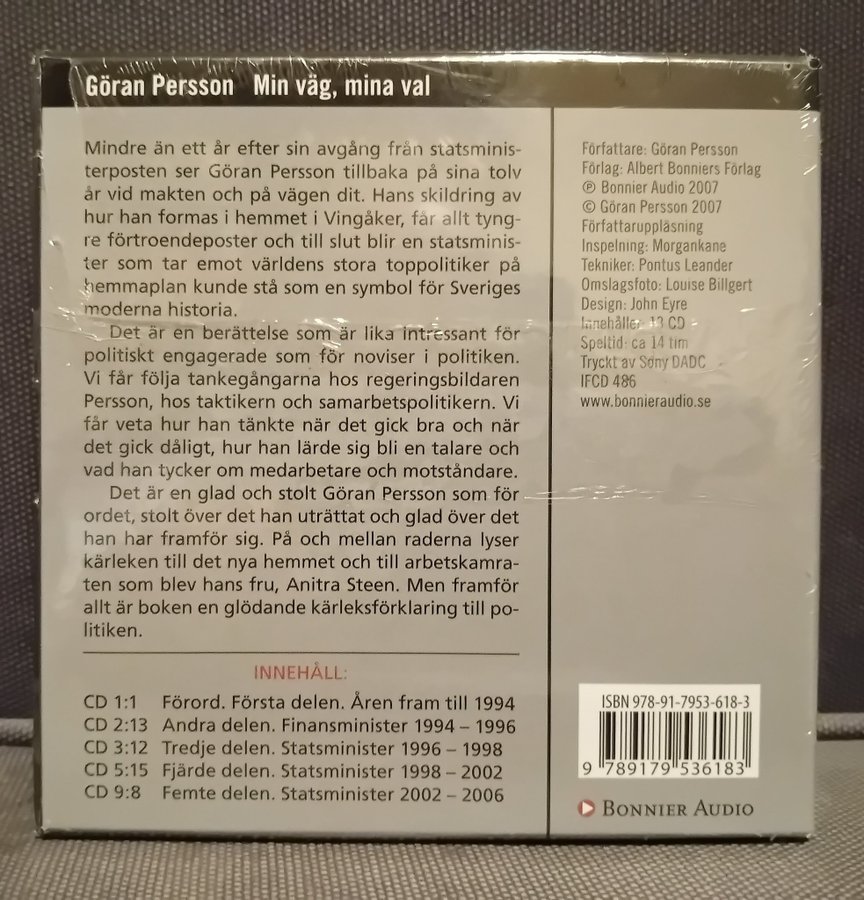 Göran Persson Min väg, mina val
Mindre än ett år efter sin avgång från statsminis-
terposten ser Göran Persson tillbaka på sina tolv
år vid makten och på vägen dit. Hans skildring av
hur han formas i hemmet i Vingåker, får allt tyng-
re förtroendeposter och till slut blir en statsminis-
ter som tar emot världens stora toppolitiker på
hemmaplan kunde stå som en symbol för Sveriges
moderna historia.
Det är en berättelse som är lika intressant för
politiskt engagerade som för noviser i politiken.
Vi får följa tankegångarna hos regeringsbildaren
Persson, hos taktikern och samarbetspolitikern. Vi
får veta hur han tänkte när det gick bra och när
det gick dåligt, hur han lärde sig bli en talare och
vad han tycker om medarbetare och motståndare.
Det är en glad och stolt Göran Persson som för
ordet, stolt över det han uträttat och glad över det
han har framför sig. På och mellan raderna lyser
kärleken till det nya hemmet och till arbetskamra-
ten som blev hans fru, Anitra Steen. Men framför
allt är boken en glödande kärleksförklaring till po-
litiken.
INNEHÅLL:
CD 1:1 Förord. Första delen. Åren fram till 1994
CD 2:13 Andra delen. Finansminister 1994 – 1996
CD 3:12 Tredje delen. Statsminister 1996 – 1998
CD 5:15 Fjärde delen. Statsminister 1998 – 2002
CD 9:8 Femte delen. Statsminister 2002 – 2006
Författare: Göran Persson
Förlag: Albert Bonniers Förlag
℗ Bonnier Audio 2007
© Göran Persson 2007
Författaruppläsning
Inspelning: Morgankane
Tekniker: Pontus Leander
Omslagsfoto: Louise Billgert
Design: John Eyre
Innehåller: 13 CD
Speltid: ca 14 tim
Tryckt av Sony DADC
IFCD 486
www.bonnieraudio.se
ISBN 978-91-7953-618-3
9 789179 536183
BONNIER AUDIO